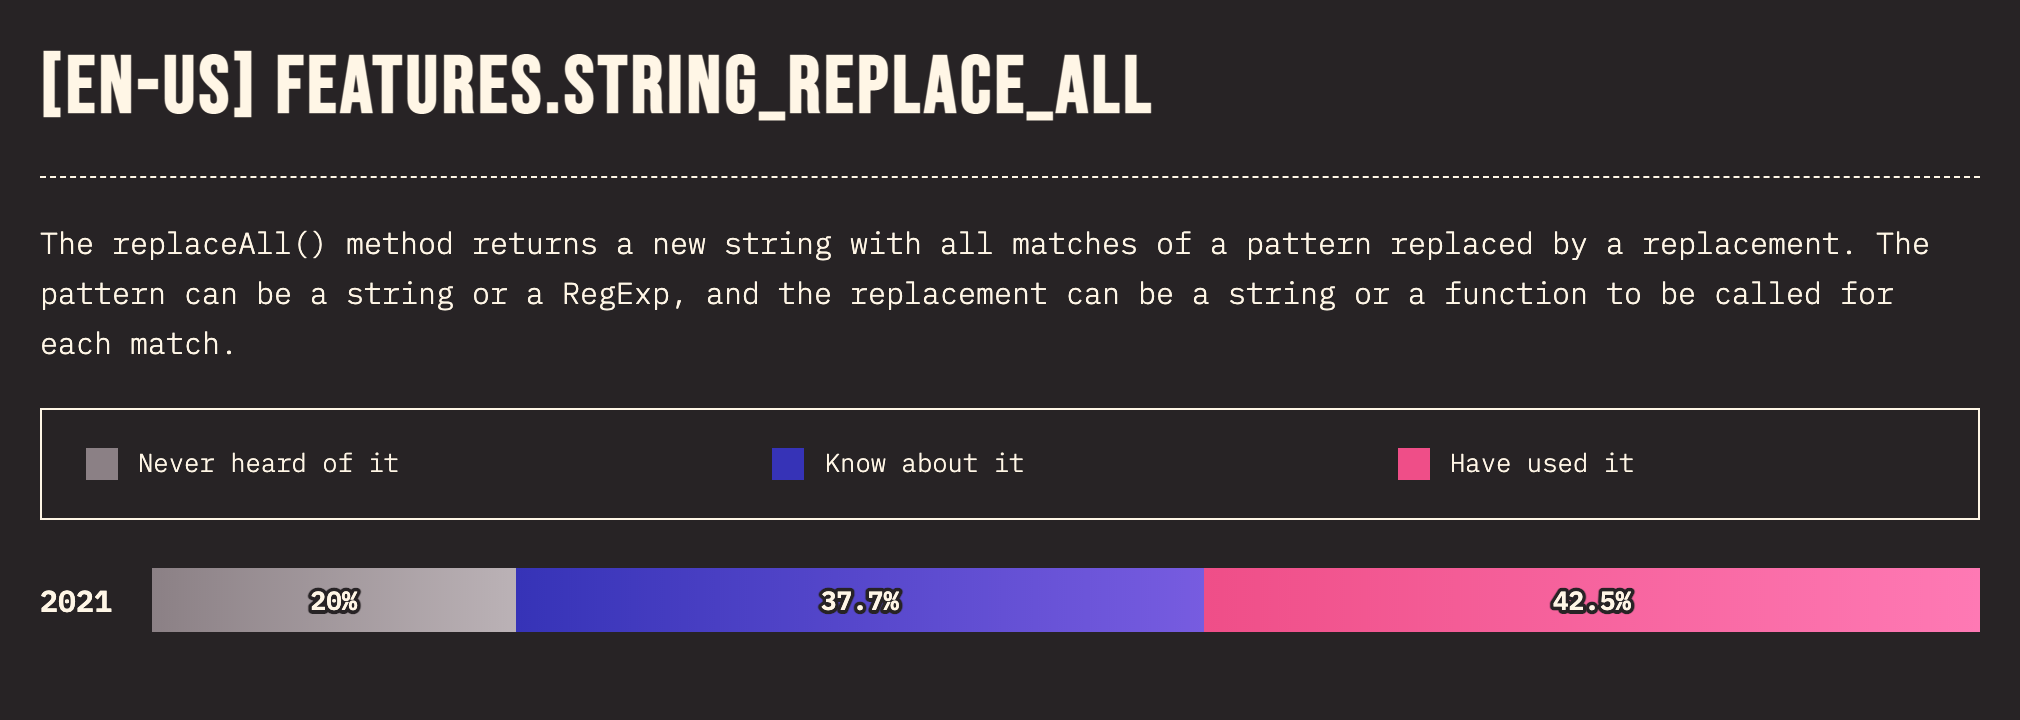 [EN-US] FEATURES.STRING_REPLACE_ALL
The replaceAll() method returns a new string with all matches of a pattern replaced by a replacement. The
pattern can be a string or a RegExp, and the replacement can be a string or a function to be called for
each match.
Never heard of it
Know about it
Have used it
2021 20% 37.7% 42.5%